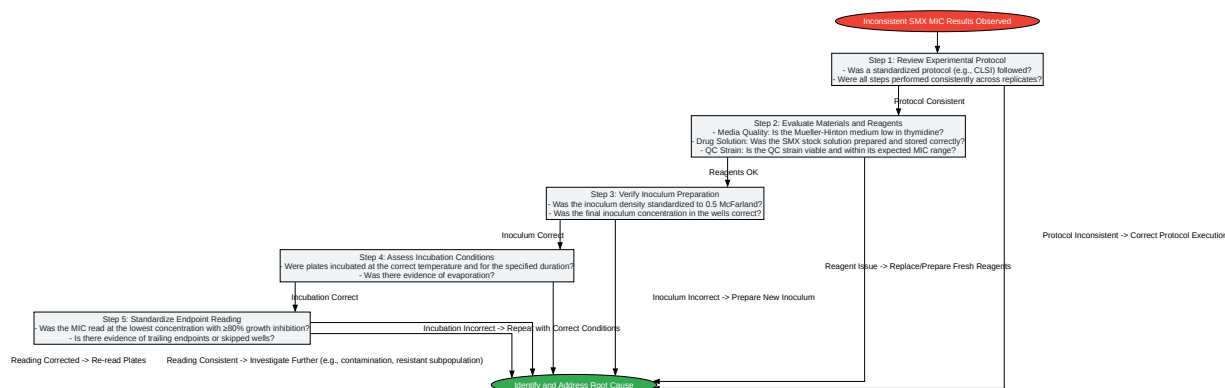 Inconsistent SMX MIC Results Observed
Step 1: Review Experimental Protocol
- Was a standardized protocol (e.g., CLSI) followed?
- Were all steps performed consistently across replicates?
Protocol Consistent
Step 2: Evaluate Materials and Reagents
- Media Quality: Is the Mueller-Hinton medium low in thymidine?
- Drug Solution: Was the SMX stock solution prepared and stored correctly?
- QC Strain: Is the QC strain viable and within its expected MIC range?
Reagents OK
Step 3: Verify Inoculum Preparation
- Was the inoculum density standardized to 0.5 McFarland?
- Was the final inoculum concentration in the wells correct?
Inoculum Correct
Protocol Inconsistent -> Correct Protocol Execution
Step 4: Assess Incubation Conditions
- Were plates incubated at the correct temperature and for the specified duration?
- Was there evidence of evaporation?
Reagent Issue -> Replace/Prepare Fresh Reagents
Incubation Correct
Inoculum Incorrect -> Prepare New Inoculum
Step 5: Standardize Endpoint Reading
- Was the MIC read at the lowest concentration with ≥80% growth inhibition?
- Is there evidence of trailing endpoints or skipped wells?
Incubation Incorrect -> Repeat with Correct Conditions
Reading Corrected -> Re-read Plates
Reading Consistent -> Investigate Further (e.g., contamination, resistant subpopulation)
Identify and Address Root Cause